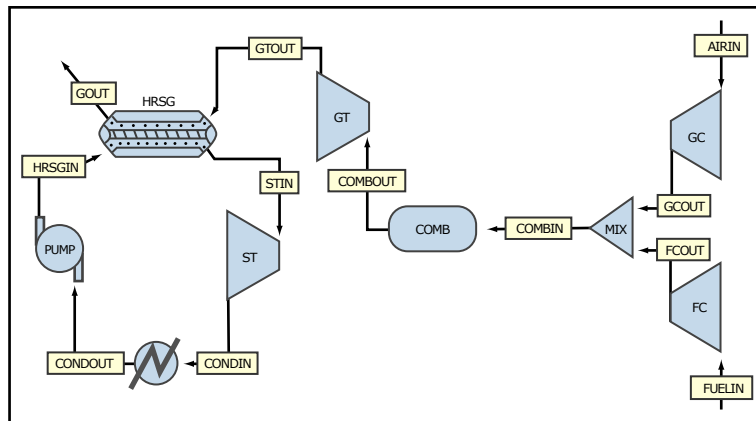 GTOUT
AIRIN
GOUT
HRSG
GT
GC
HRSGIN
STIN
COMBOUT
GCOUT
COMB
COMBIN
MIX
PUMP
ST
FCOUT
FC
CONDOUT
CONDIN
FUELIN